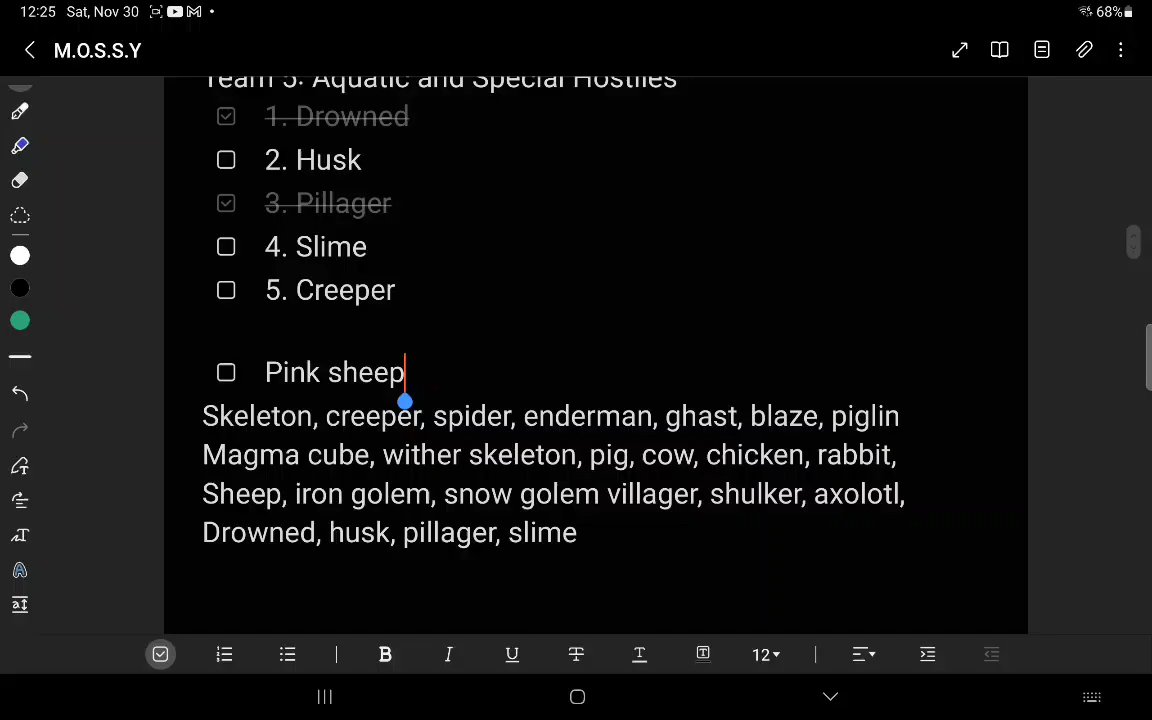 12:25 Sat, Nov 30 68%
M.O.S.S.Y
Team 5: Aquatic and Special Hostiles
1. Drowned
2. Husk
3. Pillager
4. Slime
5. Creeper
Pink sheep
Skeleton, creeper, spider, enderman, ghast, blaze, piglin
Magma cube, wither skeleton, pig, cow, chicken, rabbit,
Sheep, iron golem, snow golem villager, shulker, axolotl,
Drowned, husk, pillager, slime
B I U T T T 12